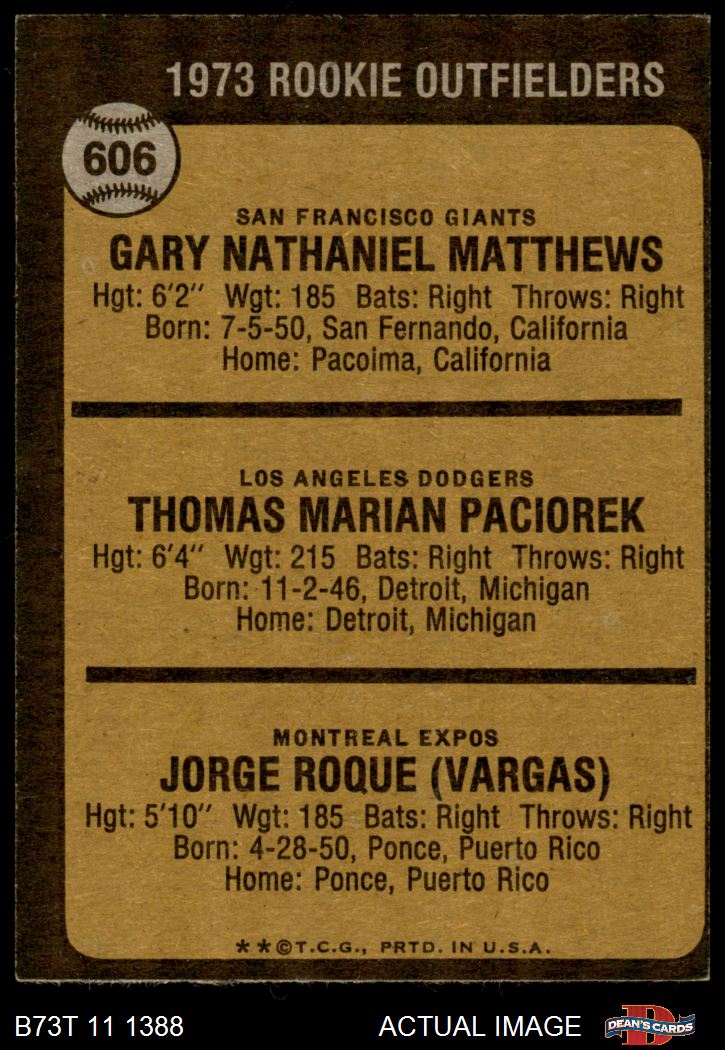 1973 ROOKIE OUTFIELDERS
606
SAN FRANCISCO GIANTS
GARY NATHANIEL MATTHEWS
Hgt: 6'2" Wgt: 185 Bats: Right Throws: Right
Born: 7-5-50, San Fernando, California
Home: Pacoima, California
LOS ANGELES DODGERS
THOMAS MARIAN PACIOREK
Hgt: 6'4" Wgt: 215 Bats: Right Throws: Right
Born: 11-2-46, Detroit, Michigan
Home: Detroit, Michigan
MONTREAL EXPOS
JORGE ROQUE (VARGAS)
Hgt: 5'10" Wgt: 185 Bats: Right Throws: Right
Born: 4-28-50, Ponce, Puerto Rico
Home: Ponce, Puerto Rico
**©T.C.G., PRTD. IN U.S.A.
B73T 11 1388 ACTUAL IMAGE
D
DEAN'S CARDS